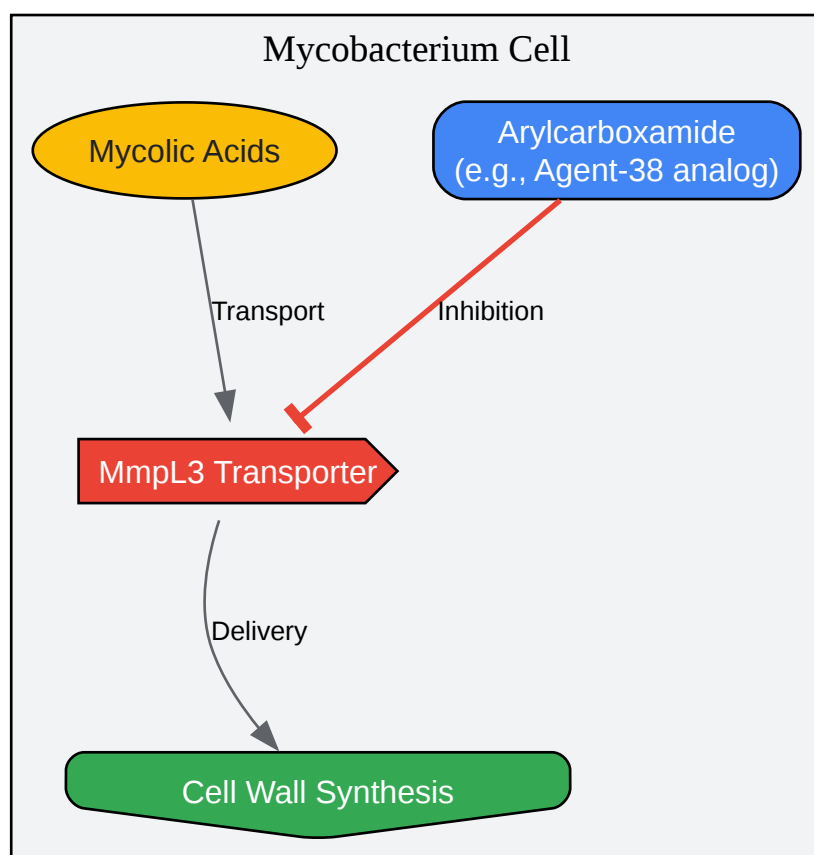 Mycobacterium Cell
Mycolic Acids
Arylcarboxamide
(e.g., Agent-38 analog)
Transport
Inhibition
MmpL3 Transporter
Delivery
Cell Wall Synthesis